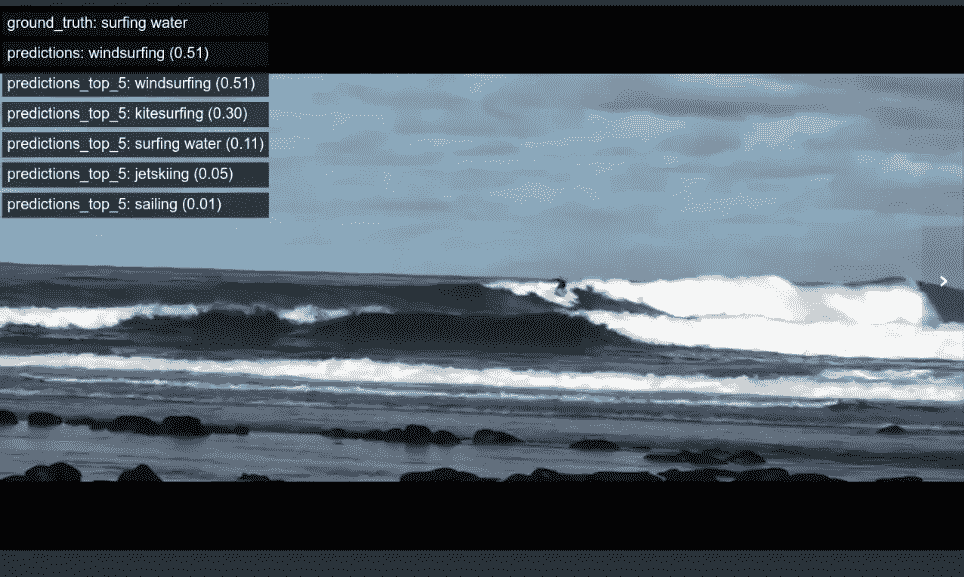 ground_truth: surfing water
predictions: windsurfing (0.51)
predictions_top_5: windsurfing (0.51)
predictions_top_5: kitesurfing (0.30)
predictions_top_5: surfing water (0.11)
predictions_top_5: jetskiing (0.05)
predictions_top_5: sailing (0.01)